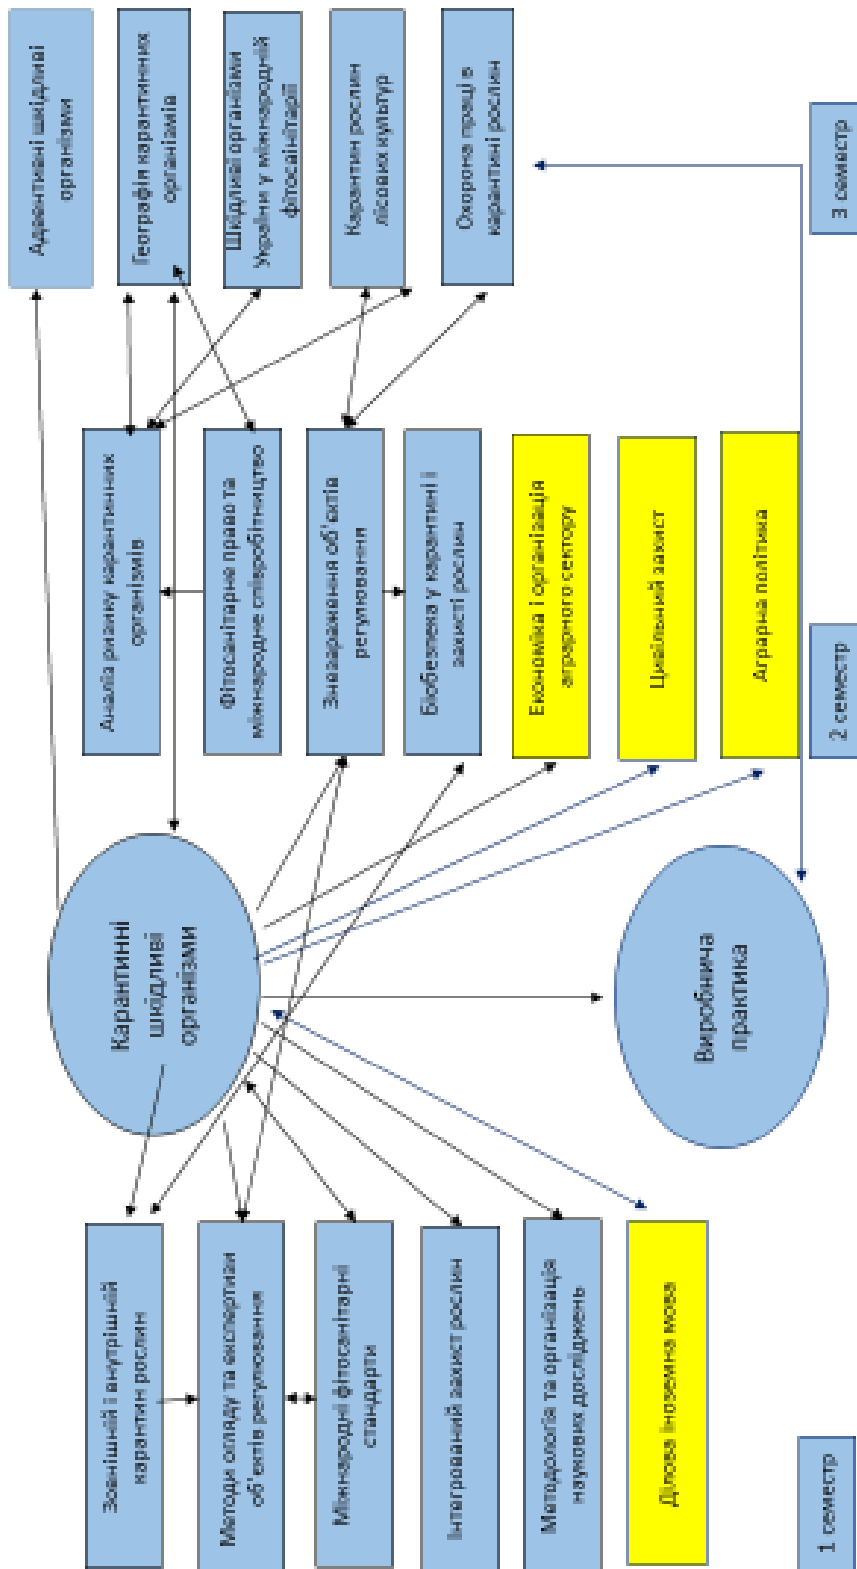 Зовнішній і внутрішній
карантин рослин
Методи огляду та експертизи
об'єктів регулювання
Міжнародні фітосанітарні
стандарти
Інтегрований захист рослин
Методологія та організація
наукових досліджень
Ділова іноземна мова
1 семестр
Карантинні
шкідливі
організми
Виробнича
практика
Аналіз ризику карантинних
організмів
Фітосанітарне право та
міжнародне співробітництво
Знезараження об'єктів
регулювання
Біобезпека у карантині і
захисті рослин
Економіка і організація
аграрного сектору
Цивільний захист
Аграрна політика
2 семестр
Адвентивні шкідливі
організми
Географія карантинних
організмів
Шкідливі організми
України у міжнародній
фітосанітарії
Карантин рослин
лісових культур
Охорона праці в
карантині рослин
3 семестр